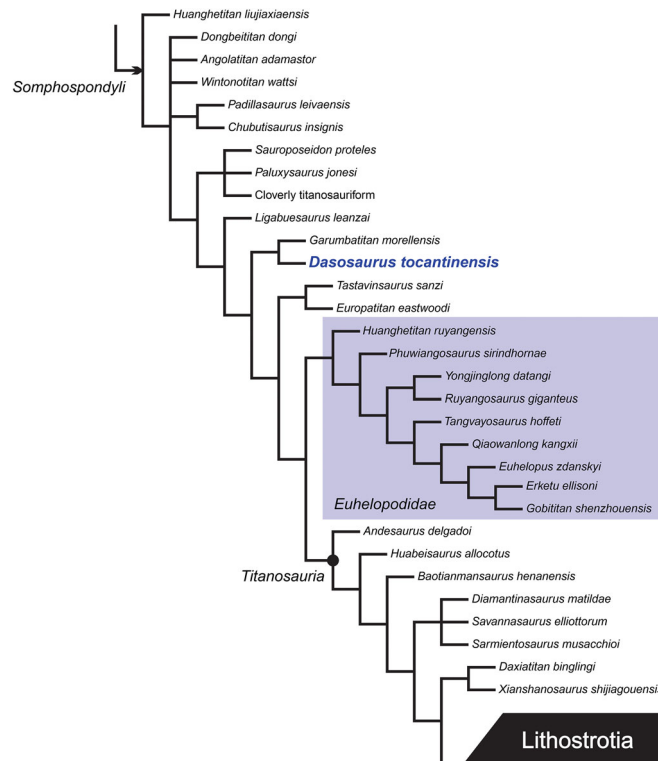 Huanghetitan liujiaxiaensis
Dongbeititan dongi
Angolatitan adamastor
Somphospondyli
Wintonotitan wattsi
Padillasaurus leivaensis
Chubutisaurus insignis
Sauroposeidon proteles
Paluxysaurus jonesi
Cloverly titanosauriform
Ligabuesaurus leanzai
Garumbatitan morellensis
Dasosaurus tocantinensis
Tastavinsaurus sanzi
Europatitan eastwoodi
Huanghetitan ruyangensis
Phuwiangosaurus sirindhornae
Yongjinglong datangi
Ruyangosaurus giganteus
Tangvayosaurus hoffeti
Qiaowanlong kangxii
Euhelopus zdanskyi
Erketu ellisoni
Euhelopodidae
Gobititan shenzhouensis
Andesaurus delgadoi
Huabeisaurus allocotus
Titanosauria
Baotianmansaurus henanensis
Diamantinasaurus matildae
Savannasaurus elliottorum
Sarmientosaurus musacchioi
Daxiatitan binglingi
Xianshanosaurus shijiagouensis
Lithostrotia